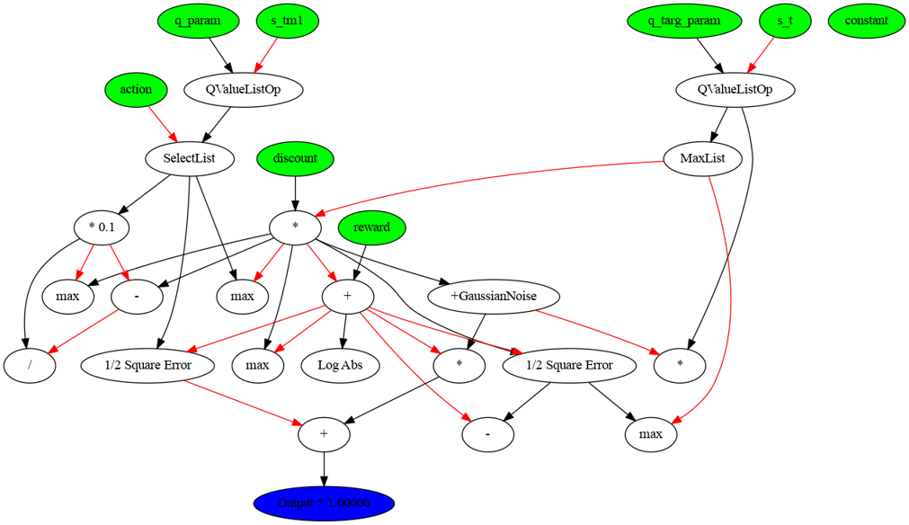 q_param s_tm1 q_targ_param s_t constant
action QValueListOp QValueListOp
SelectList discount MaxList
* 0.1 * reward
max - max + +GaussianNoise
/ 1/2 Square Error max Log Abs * 1/2 Square Error *
+ - max
Output * 1.00000